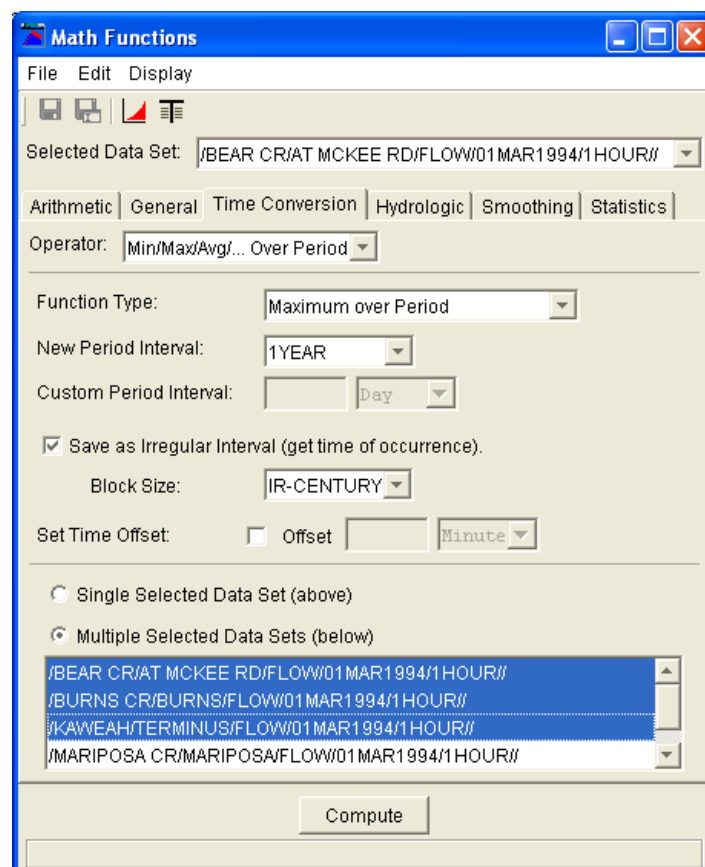 Math Functions
File Edit Display
Selected Data Set: /BEAR CR/AT MCKEE RD/FLOW/01MAR1994/1HOUR//
Arithmetic General Time Conversion Hydrologic Smoothing Statistics
Operator: Min/Max/Avg/... Over Period
Function Type: Maximum over Period
New Period Interval: 1YEAR
Custom Period Interval: Day
Save as Irregular Interval (get time of occurrence).
Block Size: IR-CENTURY
Set Time Offset: Offset Minute
Single Selected Data Set (above)
Multiple Selected Data Sets (below)
/BEAR CR/AT MCKEE RD/FLOW/01MAR1994/1HOUR//
/BURNS CR/BURNS/FLOW/01MAR1994/1HOUR//
/KAWEAH/TERMINUS/FLOW/01MAR1994/1HOUR//
/MARIPOSA CR/MARIPOSA/FLOW/01MAR1994/1HOUR//
Compute